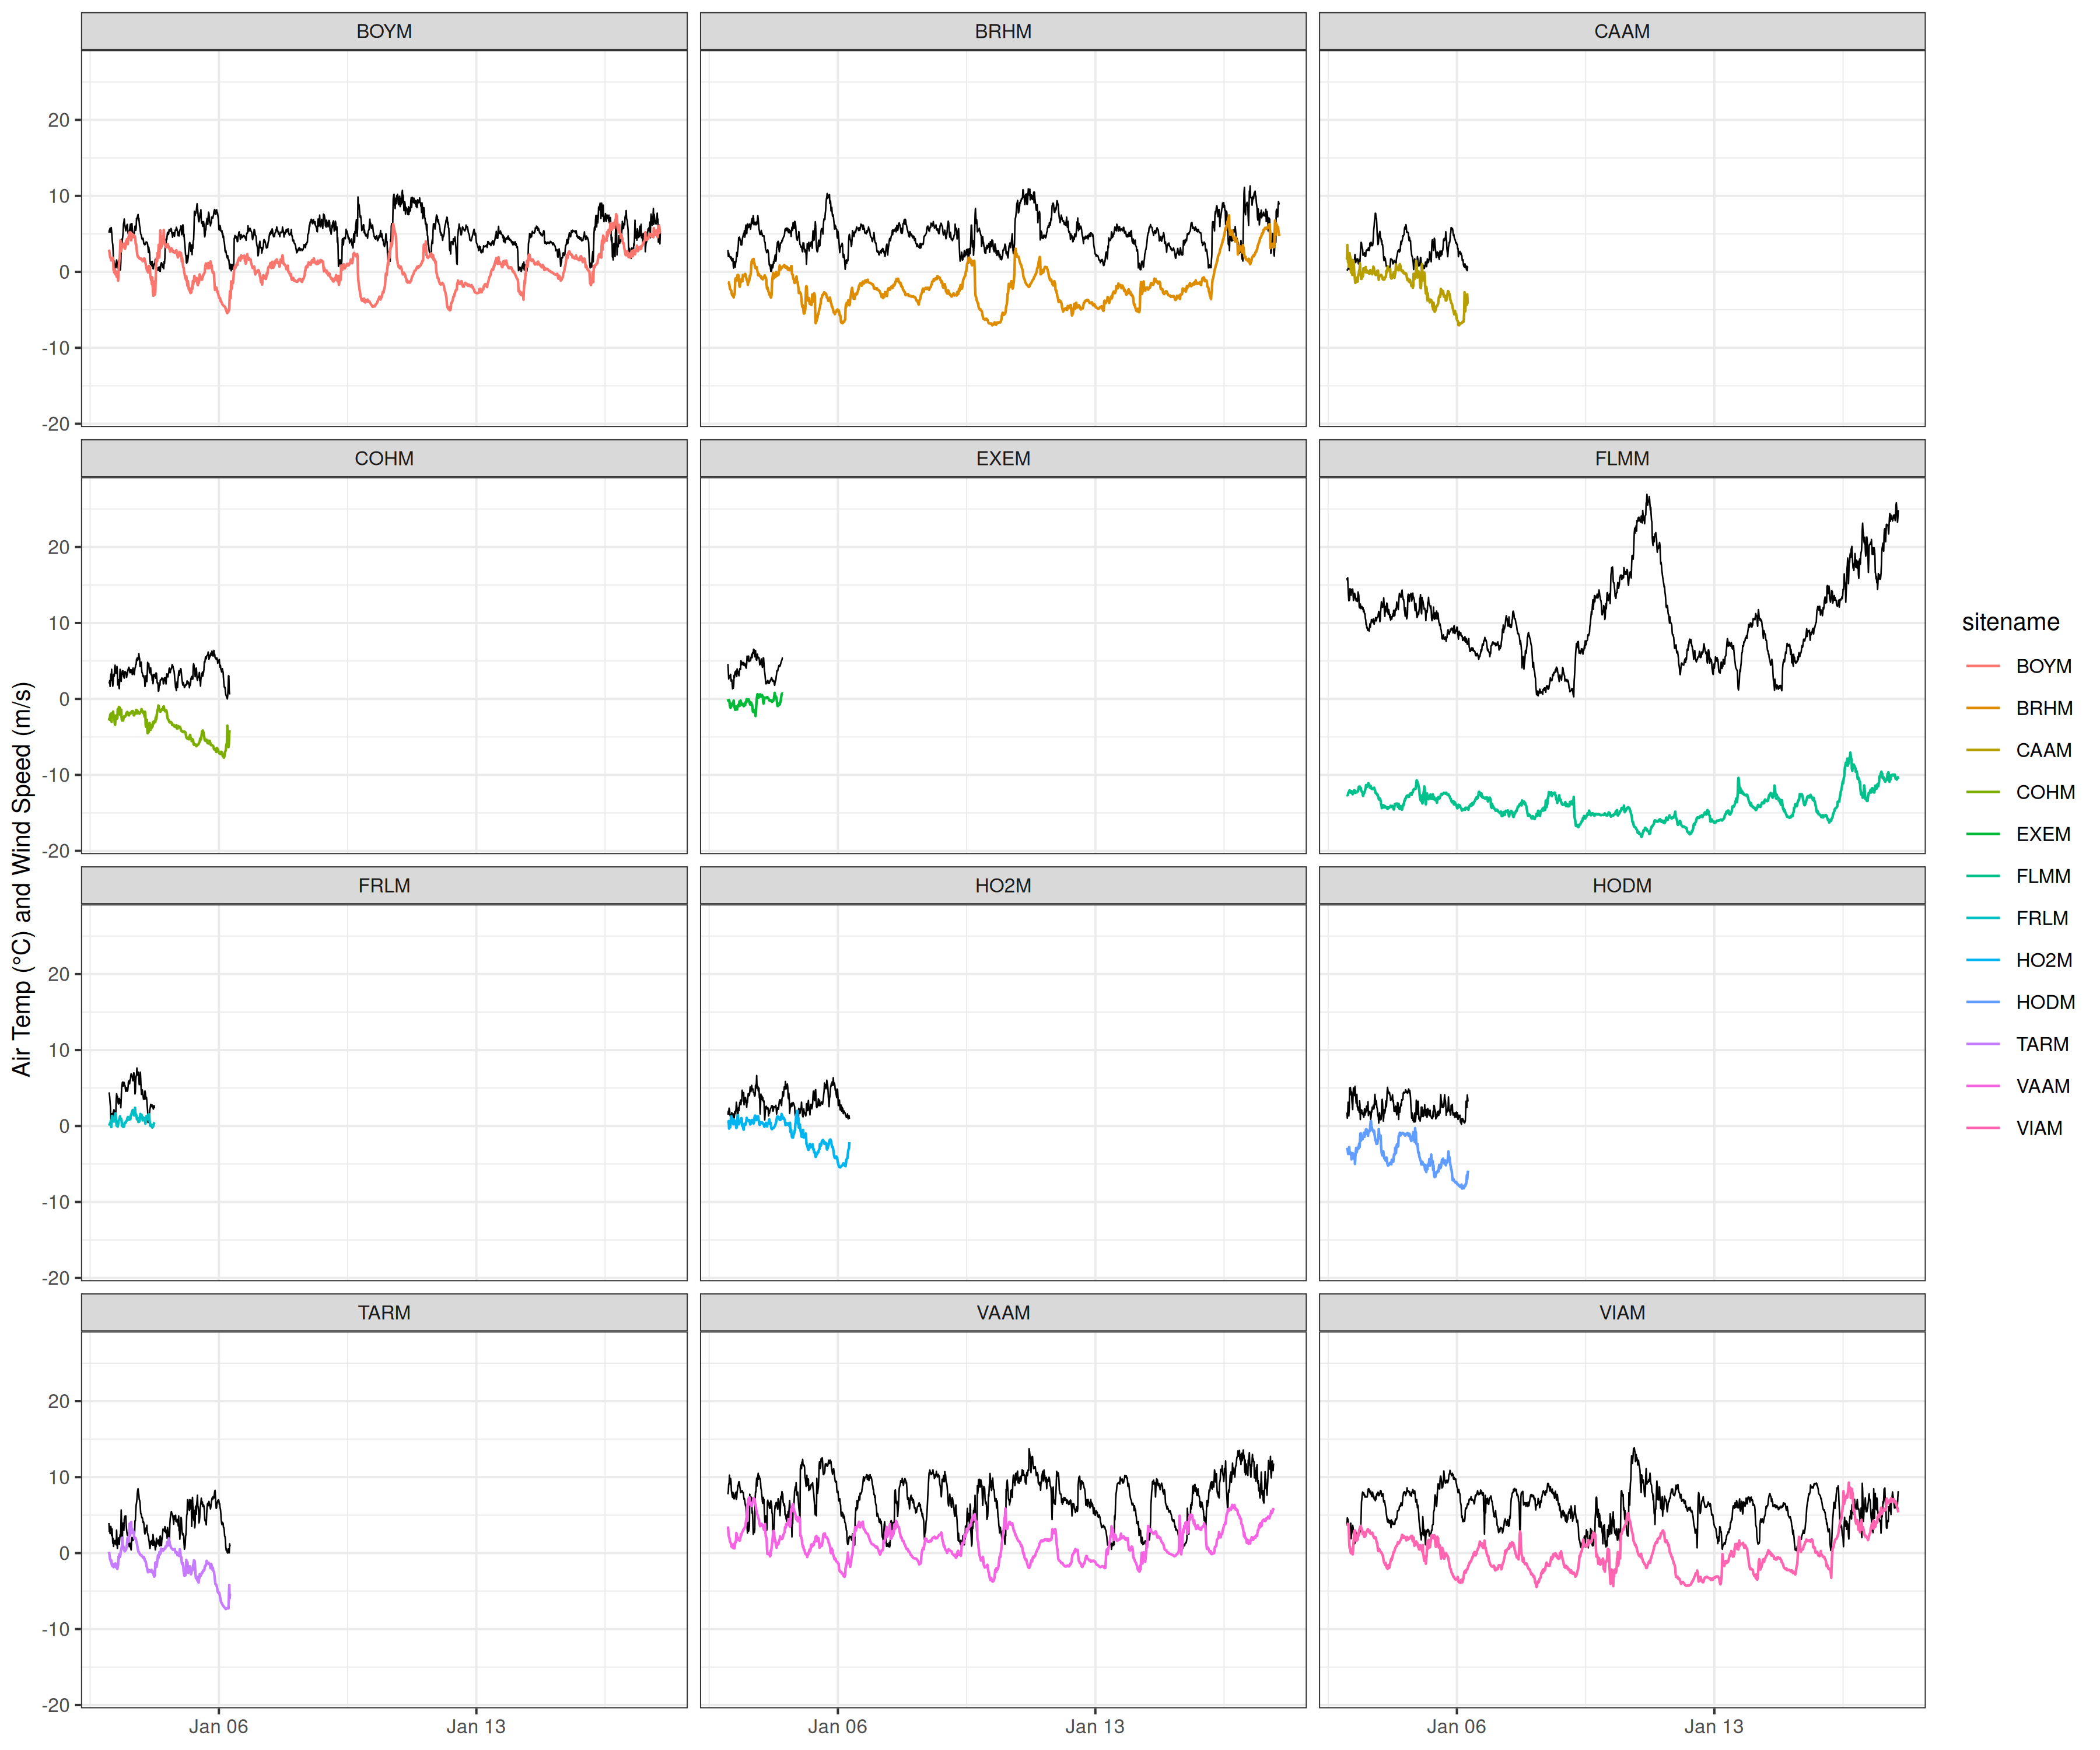 BOYM BRHM CAAM
20
10
0
-10
-20
COHM EXEM FLMM
20
10
0
-10
-20
FRLM HO2M HODM
20
10
0
-10
-20
TARM VAAM VIAM
20
10
0
-10
-20
Jan 06 Jan 13 Jan 06 Jan 13 Jan 06 Jan 13
Air Temp (°C) and Wind Speed (m/s)
sitename
BOYM
BRHM
CAAM
COHM
EXEM
FLMM
FRLM
HO2M
HODM
TARM
VAAM
VIAM